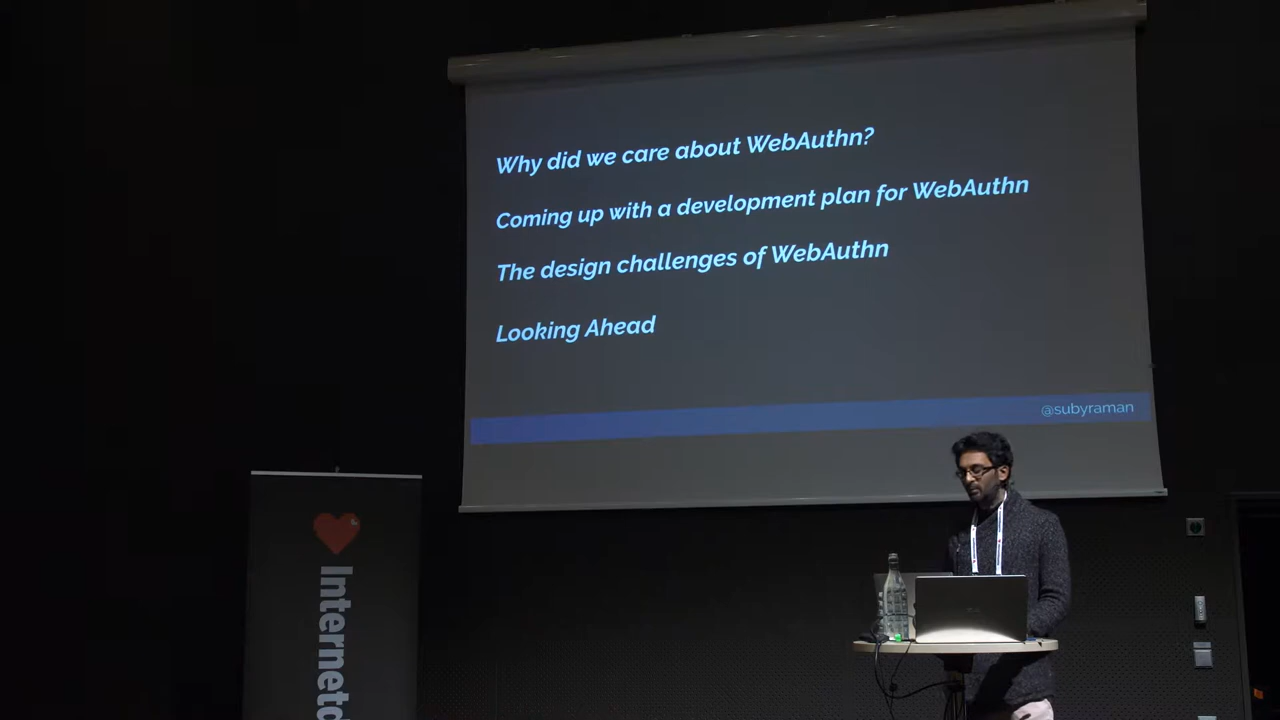 Why did we care about WebAuthn?
Coming up with a development plan for WebAuthn
The design challenges of WebAuthn
Looking Ahead
@subyraman